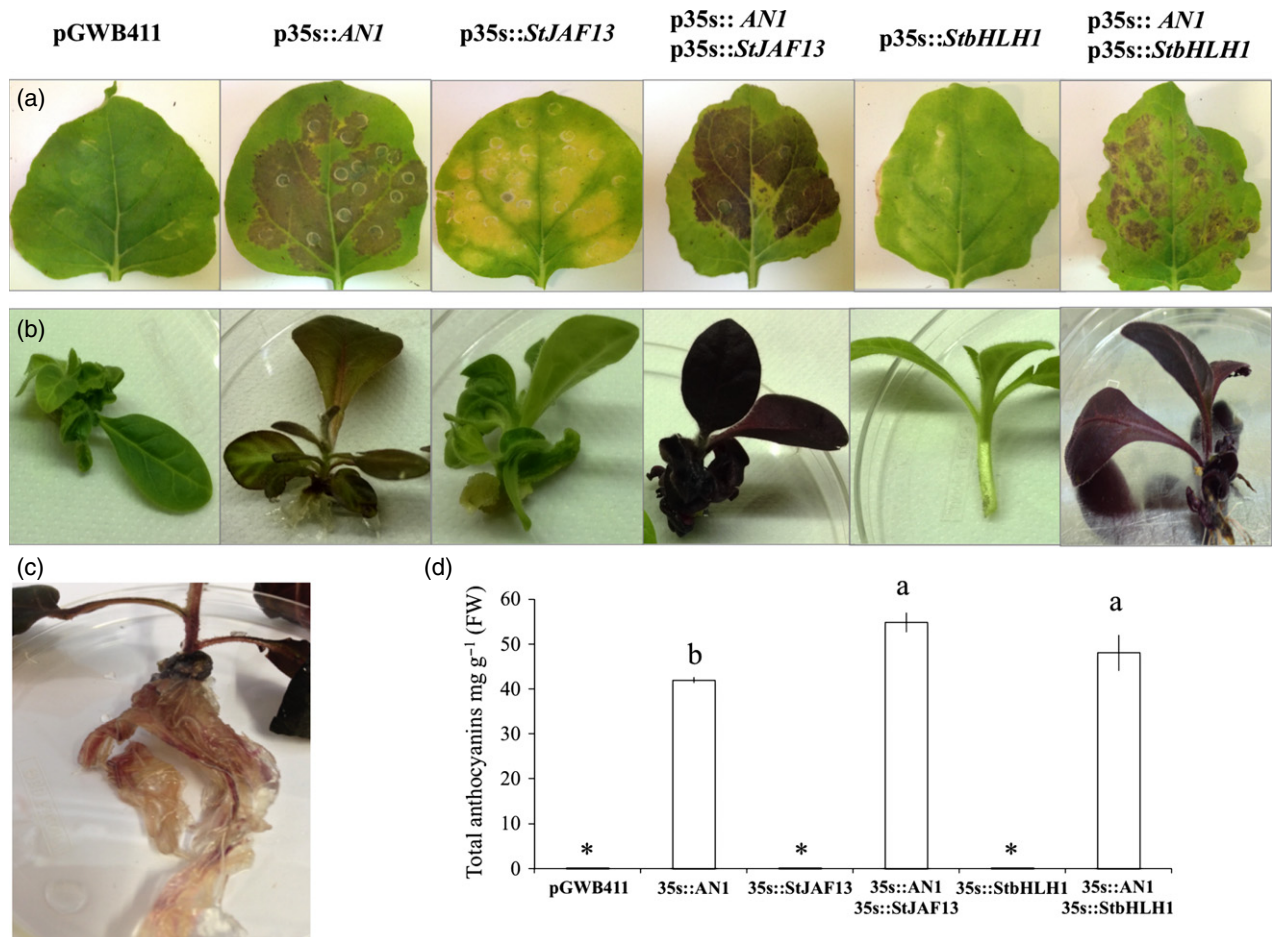 pGWB411
p35s::AN1
p35s::StJAF13
p35s:: AN1
p35s::StJAF13
p35s::StbHLH1
p35s:: AN1
p35s::StbHLH1
(a)
(b)
(c)
(d)
Total anthocyanins mg g⁻¹ (FW)
60
50
40
30
20
10
0
*
b
*
a
*
a
pGWB411
35s::AN1
35s::StJAF13
35s::AN1
35s::StJAF13
35s::StbHLH1
35s::AN1
35s::StbHLH1